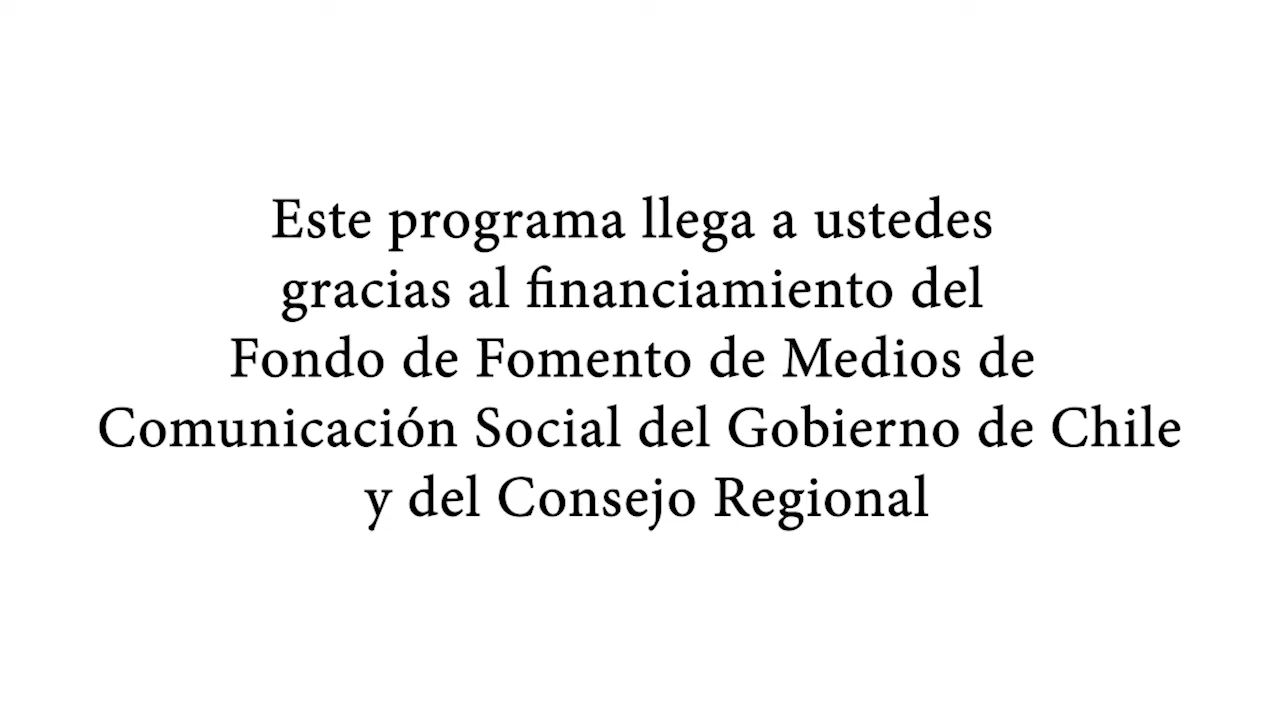 Este programa llega a ustedes
gracias al financiamiento del
Fondo de Fomento de Medios de
Comunicación Social del Gobierno de Chile
y del Consejo Regional